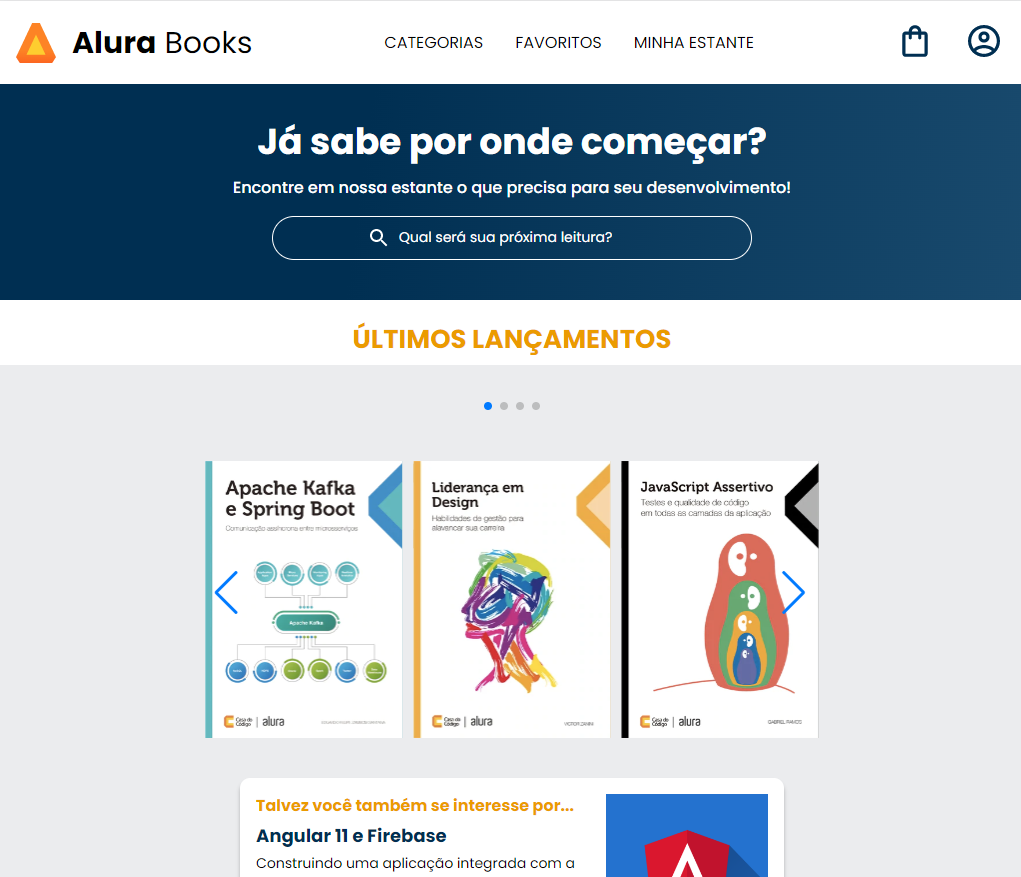 Alura Books
CATEGORIAS
FAVORITOS
MINHA ESTANTE
Já sabe por onde começar?
Encontre em nossa estante o que precisa para seu desenvolvimento!
Qual será sua próxima leitura?
ÚLTIMOS LANÇAMENTOS
Apache Kafka
e Spring Boot
Comunicação assíncrona entre microsserviços
Apache Kafka
Casa do
Código
alura
Liderança em
Design
Habilidades de gestão para
alavancar sua carreira
Casa do
Código
alura
VITOR ZANINI
JavaScript Assertivo
Testes e qualidade de código
em todas as camadas da aplicação
Casa do
Código
alura
GABRIEL RAMOS
Talvez você também se interesse por...
Angular 11 e Firebase
Construindo uma aplicação integrada com a